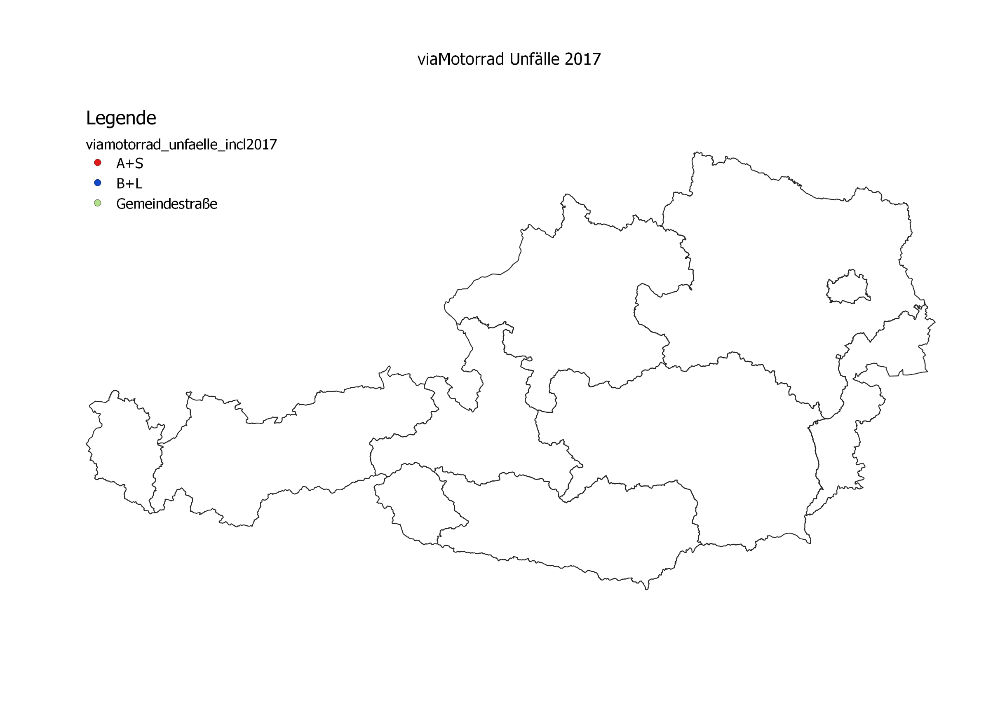 viaMotorrad Unfälle 2017
Legende
viamotorrad_unfaelle_incl2017
A+S
B+L
Gemeindestraße